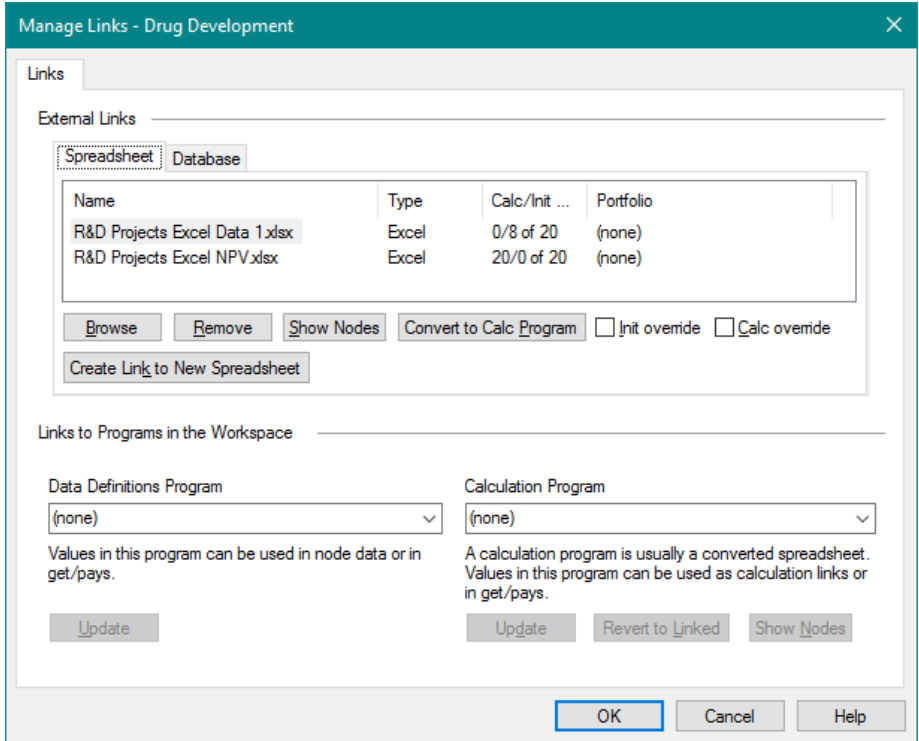 Manage Links - Drug Development
Links
External Links
Spreadsheet Database
Name Type Calc/Init ... Portfolio
R&D Projects Excel Data 1.xlsx Excel 0/8 of 20 (none)
R&D Projects Excel NPV.xlsx Excel 20/0 of 20 (none)
Browse Remove Show Nodes Convert to Calc Program Init override Calc override
Create Link to New Spreadsheet
Links to Programs in the Workspace
Data Definitions Program
(none)
Values in this program can be used in node data or in
get/pays.
Update
Calculation Program
(none)
A calculation program is usually a converted spreadsheet.
Values in this program can be used as calculation links or
in get/pays.
Update Revert to Linked Show Nodes
OK Cancel Help